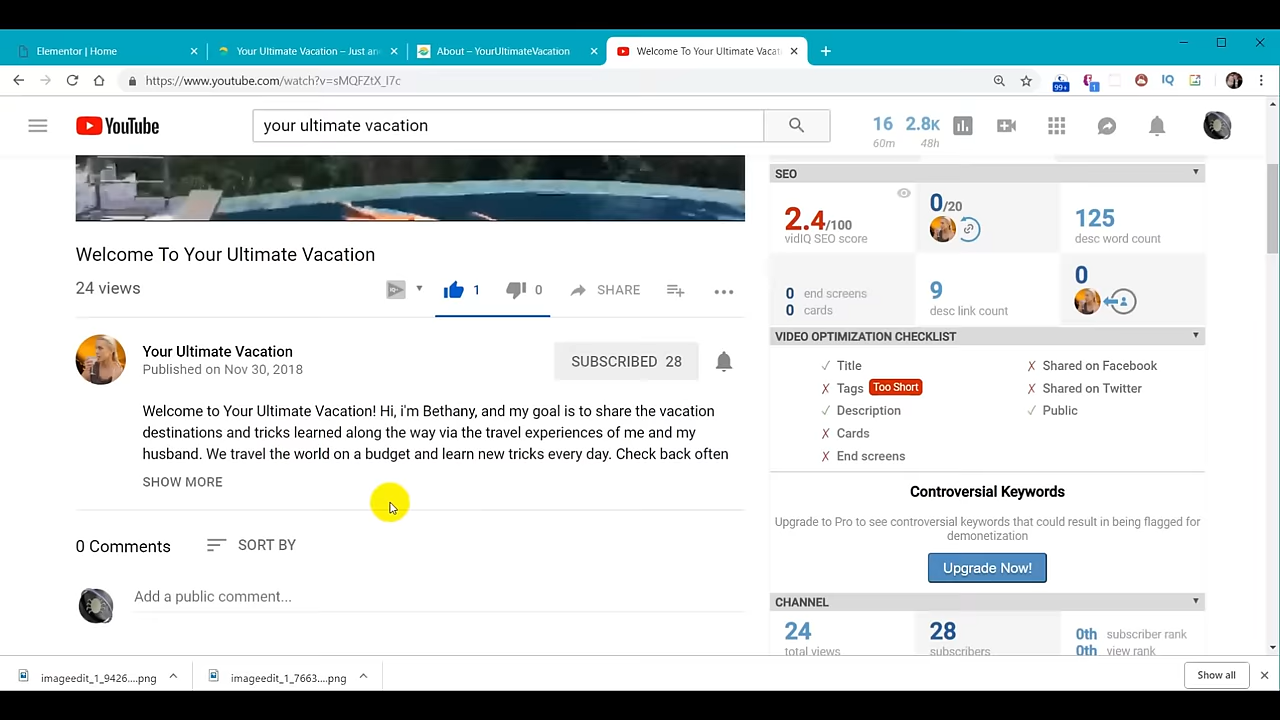 Elementor | Home
Your Ultimate Vacation – Just an
About – YourUltimateVacation
Welcome To Your Ultimate Vacat
https://www.youtube.com/watch?v=sMQFZtX_I7c
99+
1
IQ
YouTube
your ultimate vacation
16
60m
2.8K
48h
Welcome To Your Ultimate Vacation
24 views
1
0
SHARE
Your Ultimate Vacation
Published on Nov 30, 2018
SUBSCRIBED 28
Welcome to Your Ultimate Vacation! Hi, i'm Bethany, and my goal is to share the vacation
destinations and tricks learned along the way via the travel experiences of me and my
husband. We travel the world on a budget and learn new tricks every day. Check back often
SHOW MORE
0 Comments
SORT BY
Add a public comment...
SEO
2.4/100
vidIQ SEO score
0/20
125
desc word count
0 end screens
0 cards
9
desc link count
0
VIDEO OPTIMIZATION CHECKLIST
✓ Title
X Tags Too Short
✓ Description
X Cards
X End screens
X Shared on Facebook
X Shared on Twitter
✓ Public
Controversial Keywords
Upgrade to Pro to see controversial keywords that could result in being flagged for
demonetization
Upgrade Now!
CHANNEL
24
total views
28
subscribers
0th subscriber rank
0th view rank
imageedit_1_9426....png
imageedit_1_7663....png
Show all